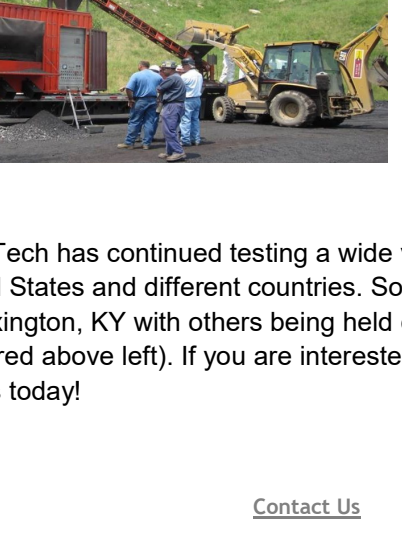 Tech has continued testing a wide
States and different countries. So
xington, KY with others being held
red above left). If you are intereste
today!
Contact Us